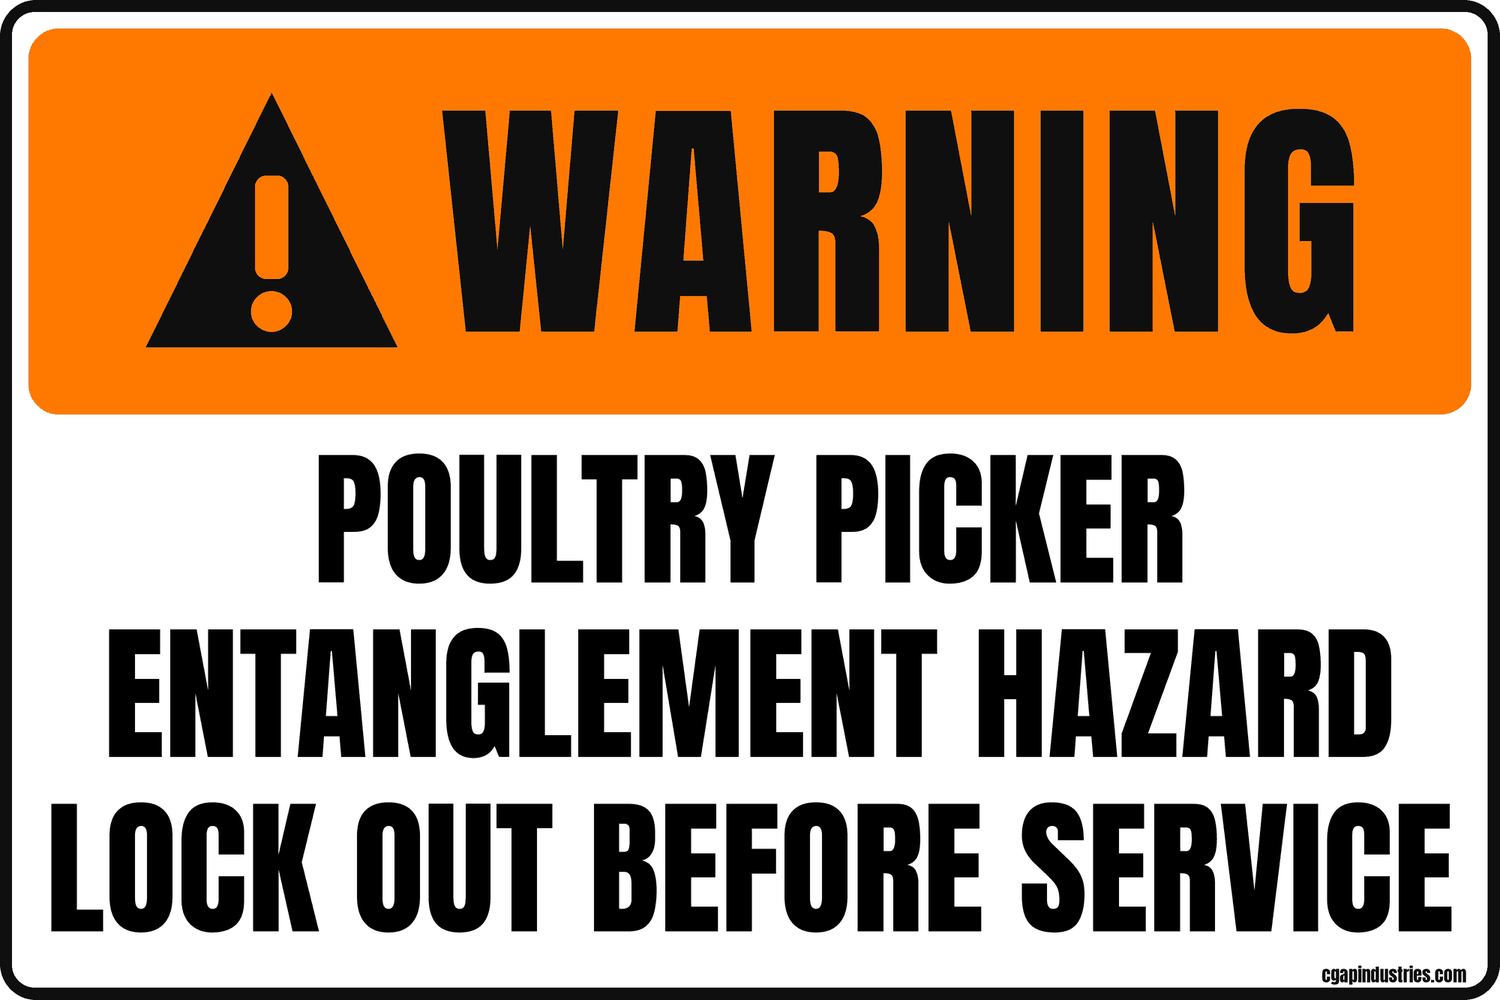 WARNING
POULTRY PICKER
ENTANGLEMENT HAZARD
LOCK OUT BEFORE SERVICE
cgapindustries.com